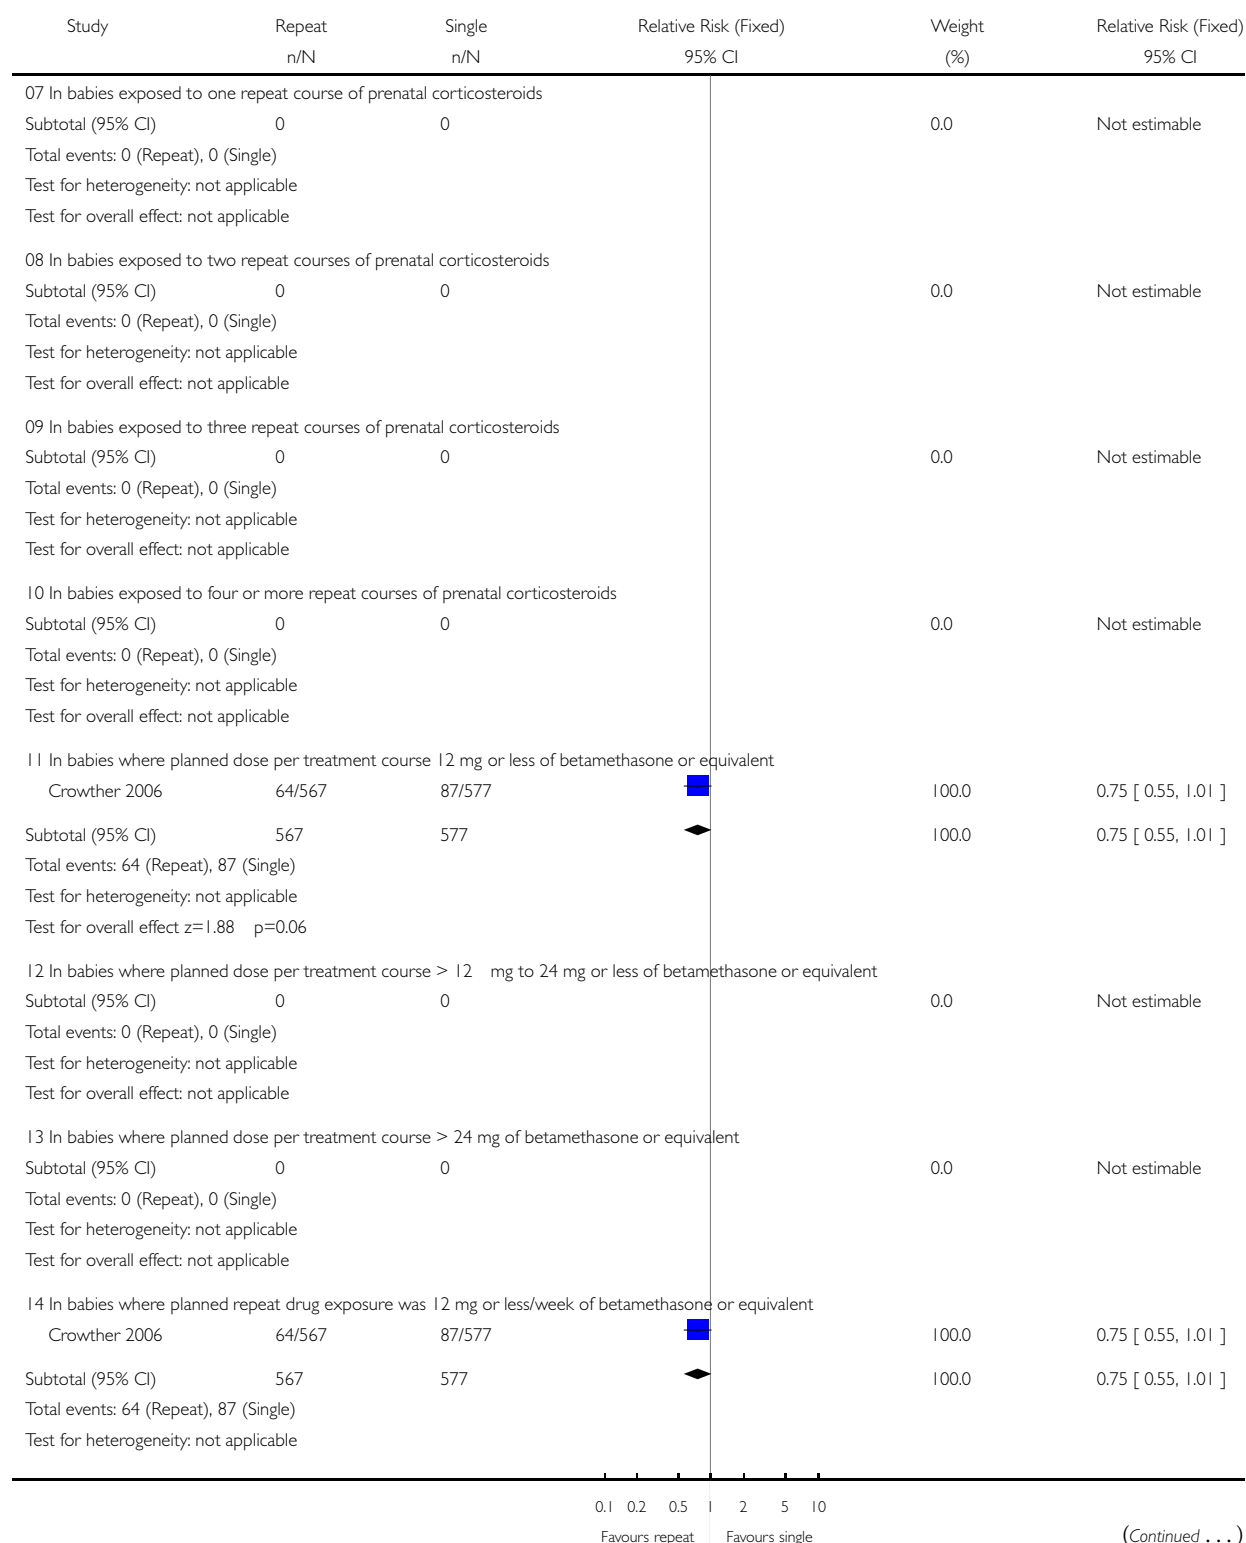 Study Repeat Single Relative Risk (Fixed) Weight Relative Risk (Fixed)
n/N n/N 95% CI (%) 95% CI
07 In babies exposed to one repeat course of prenatal corticosteroids
Subtotal (95% CI) 0 0 0.0 Not estimable
Total events: 0 (Repeat), 0 (Single)
Test for heterogeneity: not applicable
Test for overall effect: not applicable
08 In babies exposed to two repeat courses of prenatal corticosteroids
Subtotal (95% CI) 0 0 0.0 Not estimable
Total events: 0 (Repeat), 0 (Single)
Test for heterogeneity: not applicable
Test for overall effect: not applicable
09 In babies exposed to three repeat courses of prenatal corticosteroids
Subtotal (95% CI) 0 0 0.0 Not estimable
Total events: 0 (Repeat), 0 (Single)
Test for heterogeneity: not applicable
Test for overall effect: not applicable
10 In babies exposed to four or more repeat courses of prenatal corticosteroids
Subtotal (95% CI) 0 0 0.0 Not estimable
Total events: 0 (Repeat), 0 (Single)
Test for heterogeneity: not applicable
Test for overall effect: not applicable
11 In babies where planned dose per treatment course 12 mg or less of betamethasone or equivalent
Crowther 2006 64/567 87/577 100.0 0.75 [ 0.55, 1.01 ]
Subtotal (95% CI) 567 577 100.0 0.75 [ 0.55, 1.01 ]
Total events: 64 (Repeat), 87 (Single)
Test for heterogeneity: not applicable
Test for overall effect z=1.88 p=0.06
12 In babies where planned dose per treatment course > 12 mg to 24 mg or less of betamethasone or equivalent
Subtotal (95% CI) 0 0 0.0 Not estimable
Total events: 0 (Repeat), 0 (Single)
Test for heterogeneity: not applicable
Test for overall effect: not applicable
13 In babies where planned dose per treatment course > 24 mg of betamethasone or equivalent
Subtotal (95% CI) 0 0 0.0 Not estimable
Total events: 0 (Repeat), 0 (Single)
Test for heterogeneity: not applicable
Test for overall effect: not applicable
14 In babies where planned repeat drug exposure was 12 mg or less/week of betamethasone or equivalent
Crowther 2006 64/567 87/577 100.0 0.75 [ 0.55, 1.01 ]
Subtotal (95% CI) 567 577 100.0 0.75 [ 0.55, 1.01 ]
Total events: 64 (Repeat), 87 (Single)
Test for heterogeneity: not applicable
0.1 0.2 0.5 1 2 5 10
Favours repeat Favours single (Continued . . . )